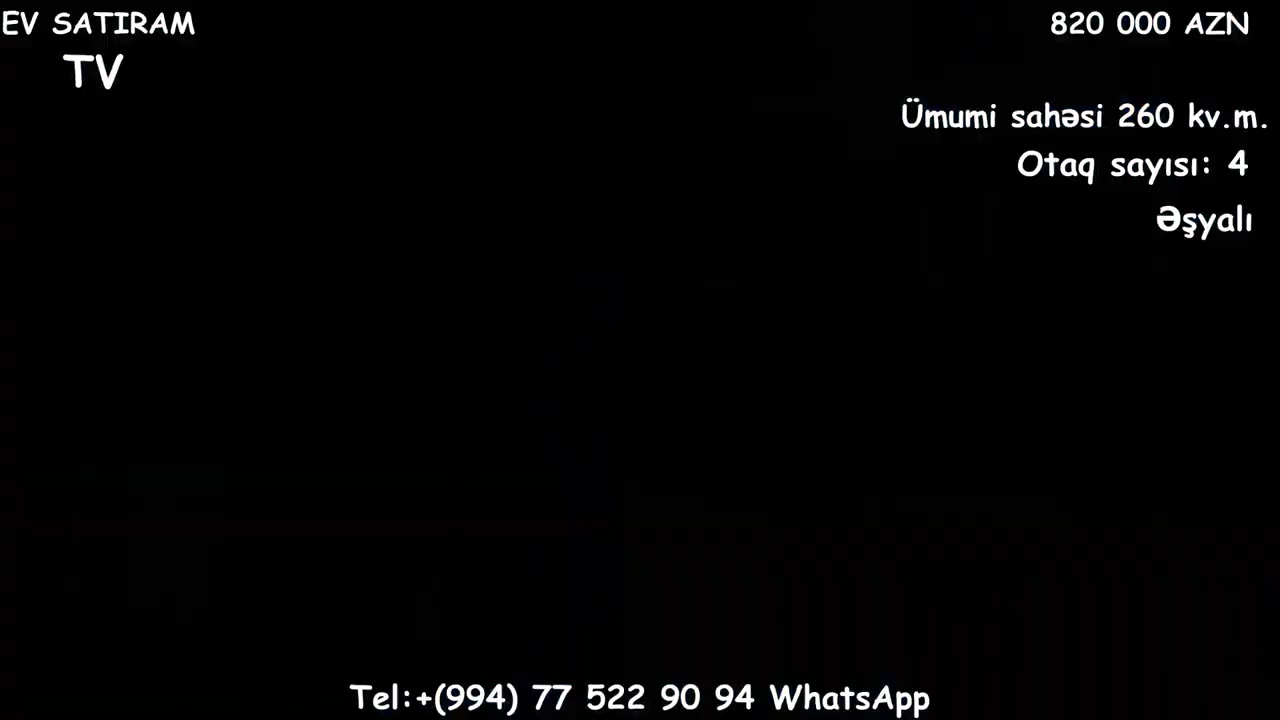 EV SATIRAM
TV
820 000 AZN
Ümumi sahəsi 260 kv.m.
Otaq sayısı: 4
Əşyalı
Tel:+(994) 77 522 90 94 WhatsApp